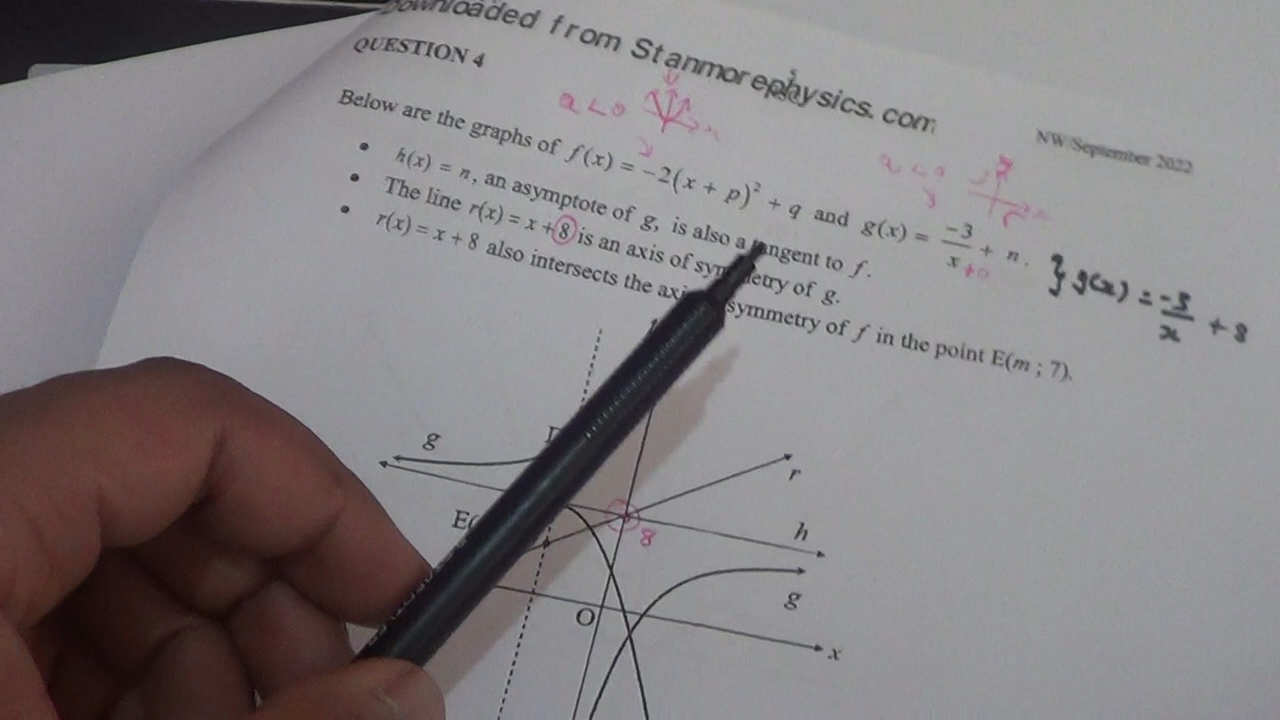 Downloaded from Stanmorephysics.com
QUESTION 4
NW/September 2022
a < 0
a < 0
Below are the graphs of f(x) = -2(x + p)² + q and g(x) = -3/x + n.
+0
} g(x) = -3/x + 8
• h(x) = n, an asymptote of g, is also a tangent to f.
• The line r(x) = x + 8 is an axis of symmetry of g.
• r(x) = x + 8 also intersects the axis symmetry of f in the point E(m ; 7).
g
r
E(
8
h
g
O
x